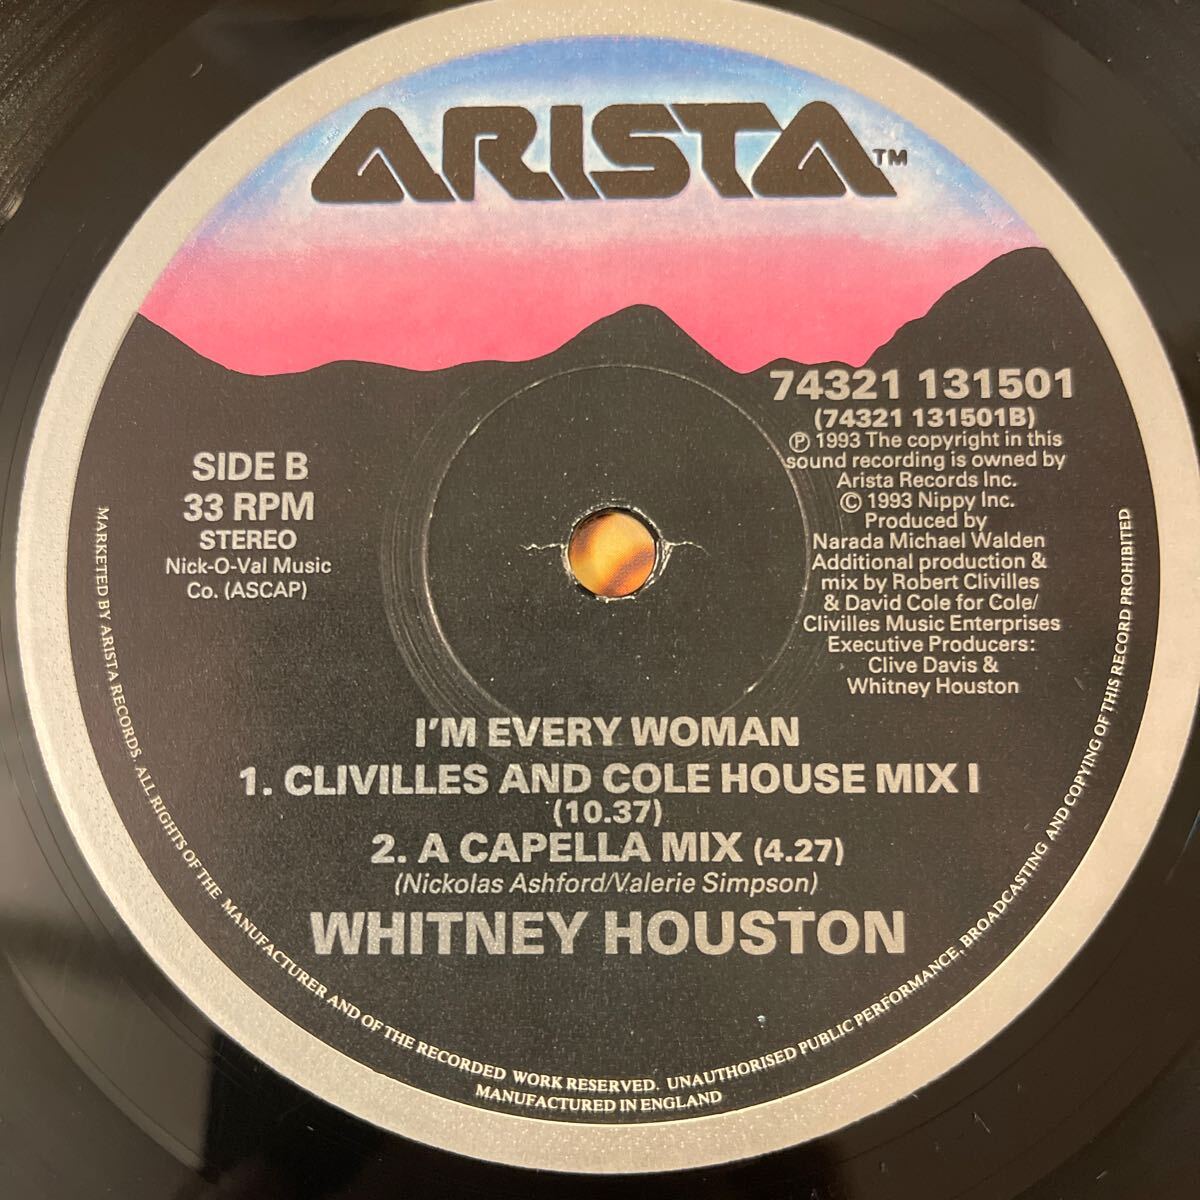 ARISTA™
74321 131501
(74321 131501B)
℗ 1993 The copyright in this
sound recording is owned by
Arista Records Inc.
© 1993 Nippy Inc.
Produced by
Narada Michael Walden
Additional production &
mix by Robert Clivilles
& David Cole for Cole/
Clivilles Music Enterprises
Executive Producers:
Clive Davis &
Whitney Houston
SIDE B
33 RPM
STEREO
Nick-O-Val Music
Co. (ASCAP)
I'M EVERY WOMAN
1. CLIVILLES AND COLE HOUSE MIX I
(10.37)
2. A CAPELLA MIX (4.27)
(Nickolas Ashford/Valerie Simpson)
WHITNEY HOUSTON
MARKETED BY ARISTA RECORDS. ALL RIGHTS OF THE MANUFACTURER AND OF THE RECORDED WORK RESERVED. UNAUTHORISED PUBLIC PERFORMANCE, BROADCASTING AND COPYING OF THIS RECORD PROHIBITED
MANUFACTURED IN ENGLAND